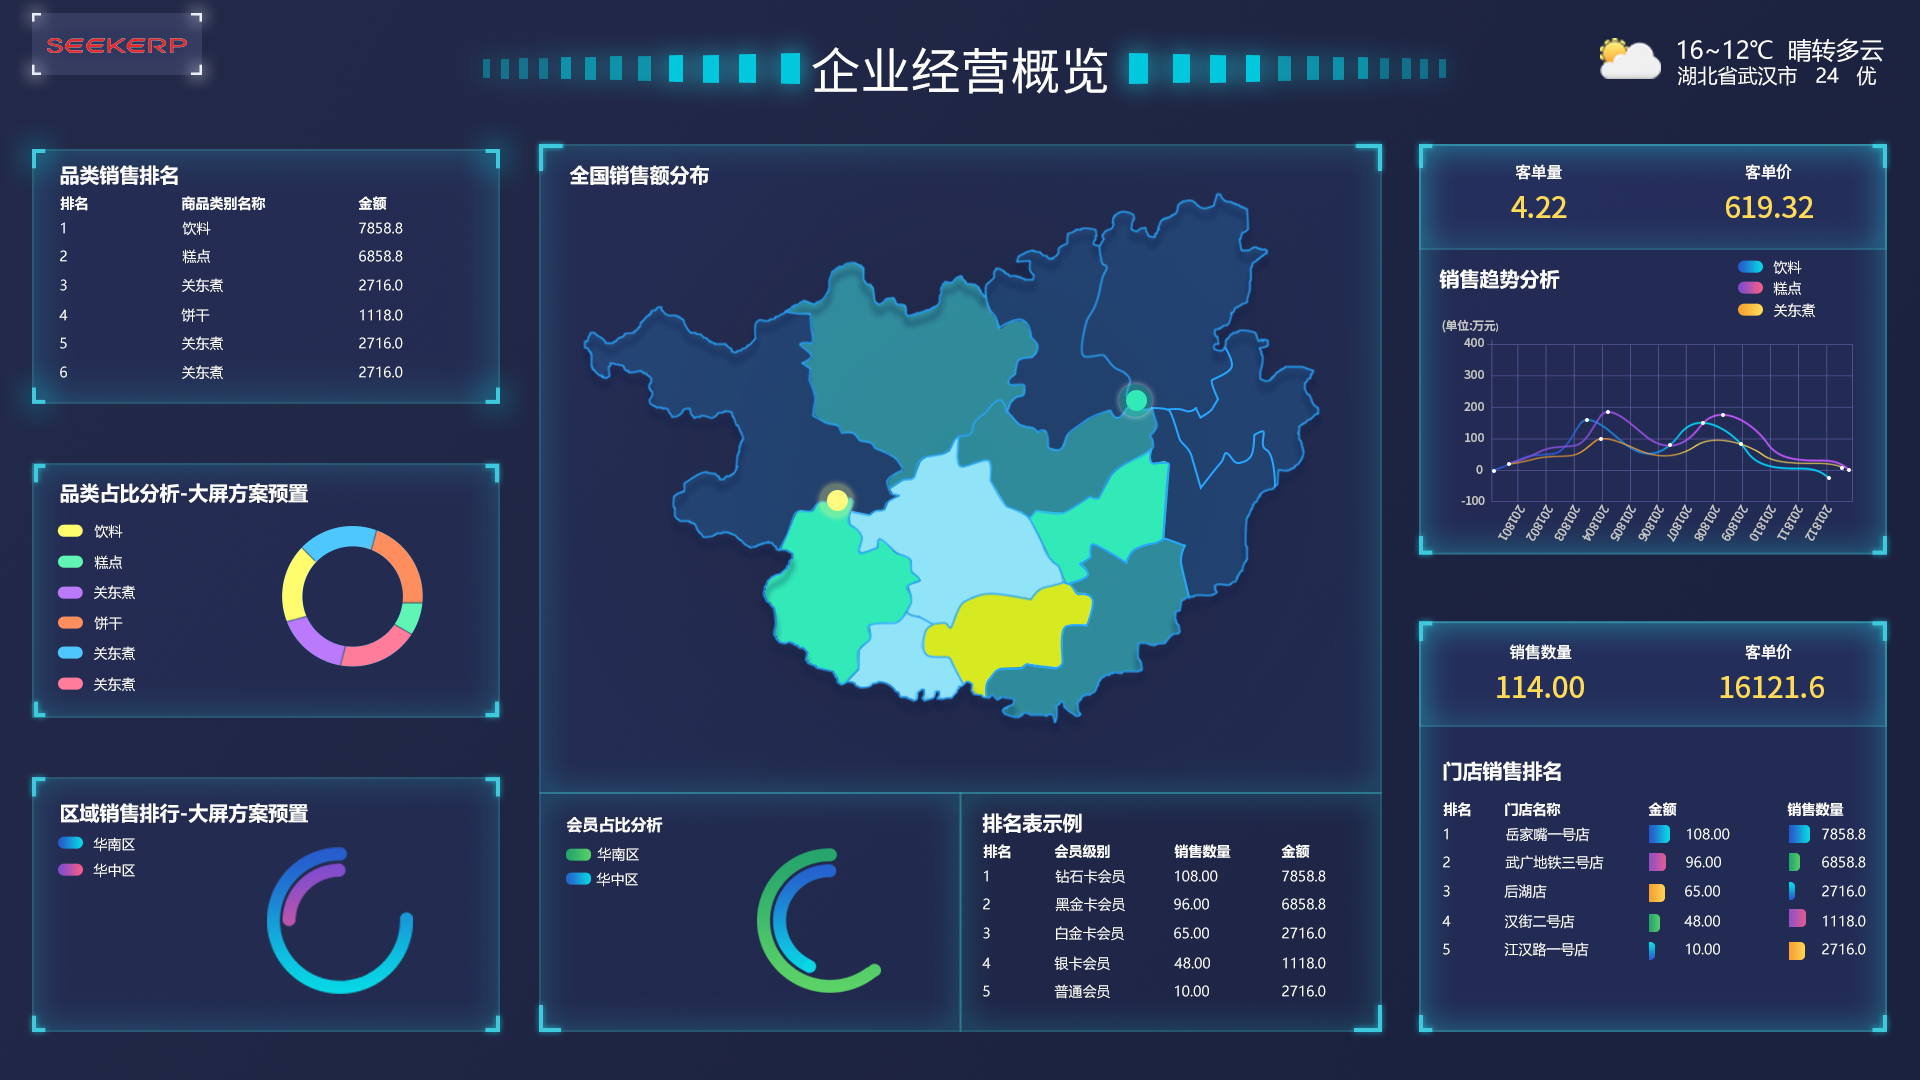 SEEKERP
企业经营概览
16~12℃ 晴转多云
湖北省武汉市 24 优
品类销售排名
排名 商品类别名称 金额
1 饮料 7858.8
2 糕点 6858.8
3 关东煮 2716.0
4 饼干 1118.0
5 关东煮 2716.0
6 关东煮 2716.0
品类占比分析-大屏方案预置
饮料
糕点
关东煮
饼干
关东煮
关东煮
区域销售排行-大屏方案预置
华南区
华中区
全国销售额分布
会员占比分析
华南区
华中区
排名表示例
排名 会员级别 销售数量 金额
1 钻石卡会员 108.00 7858.8
2 黑金卡会员 96.00 6858.8
3 白金卡会员 65.00 2716.0
4 银卡会员 48.00 1118.0
5 普通会员 10.00 2716.0
客单量 客单价
4.22 619.32
销售趋势分析
饮料
糕点
关东煮
(单位:万元)
400
300
200
100
0
-100
201801 201802 201803 201804 201805 201806 201807 201808 201809 201810 201811 201812
销售数量 客单价
114.00 16121.6
门店销售排名
排名 门店名称 金额 销售数量
1 岳家嘴一号店 108.00 7858.8
2 武广地铁三号店 96.00 6858.8
3 后湖店 65.00 2716.0
4 汉街二号店 48.00 1118.0
5 江汉路一号店 10.00 2716.0